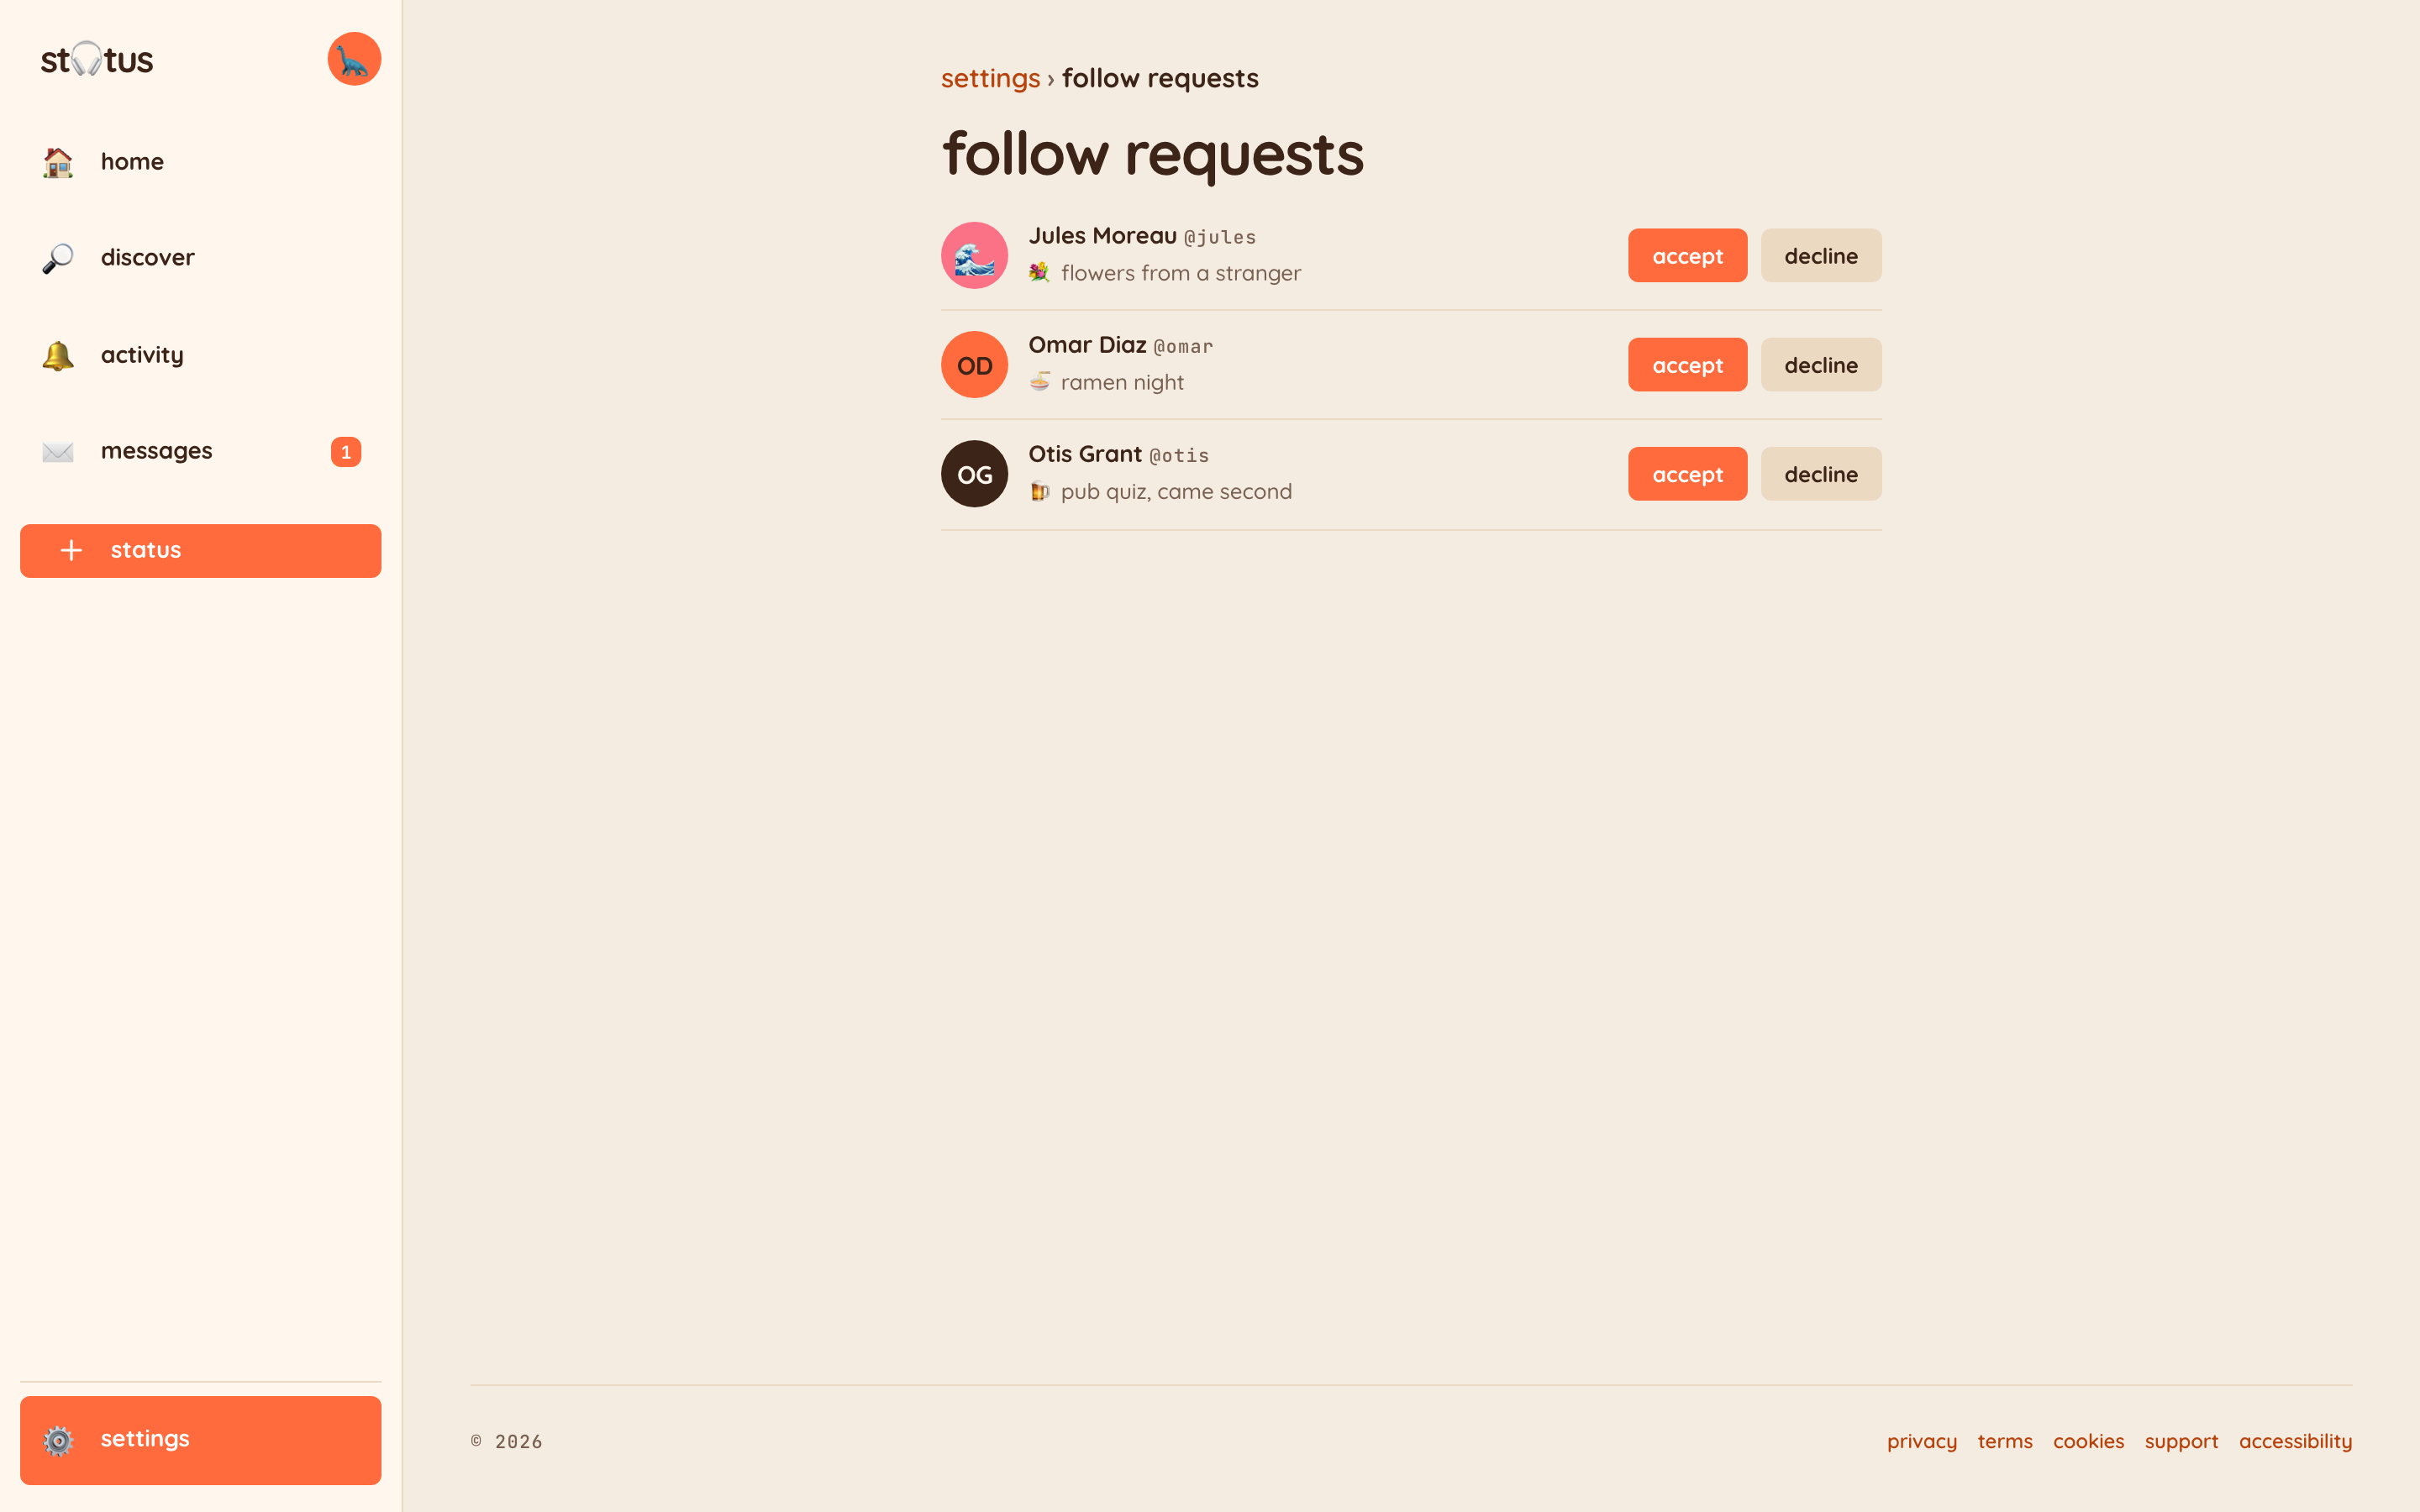 st🎧tus
🏠 home
🔎 discover
🔔 activity
✉️ messages 1
+ status
⚙️ settings
settings › follow requests
follow requests
Jules Moreau @jules
💐 flowers from a stranger
accept decline
OD Omar Diaz @omar
🍜 ramen night
accept decline
OG Otis Grant @otis
🍺 pub quiz, came second
accept decline
© 2026
privacy terms cookies support accessibility